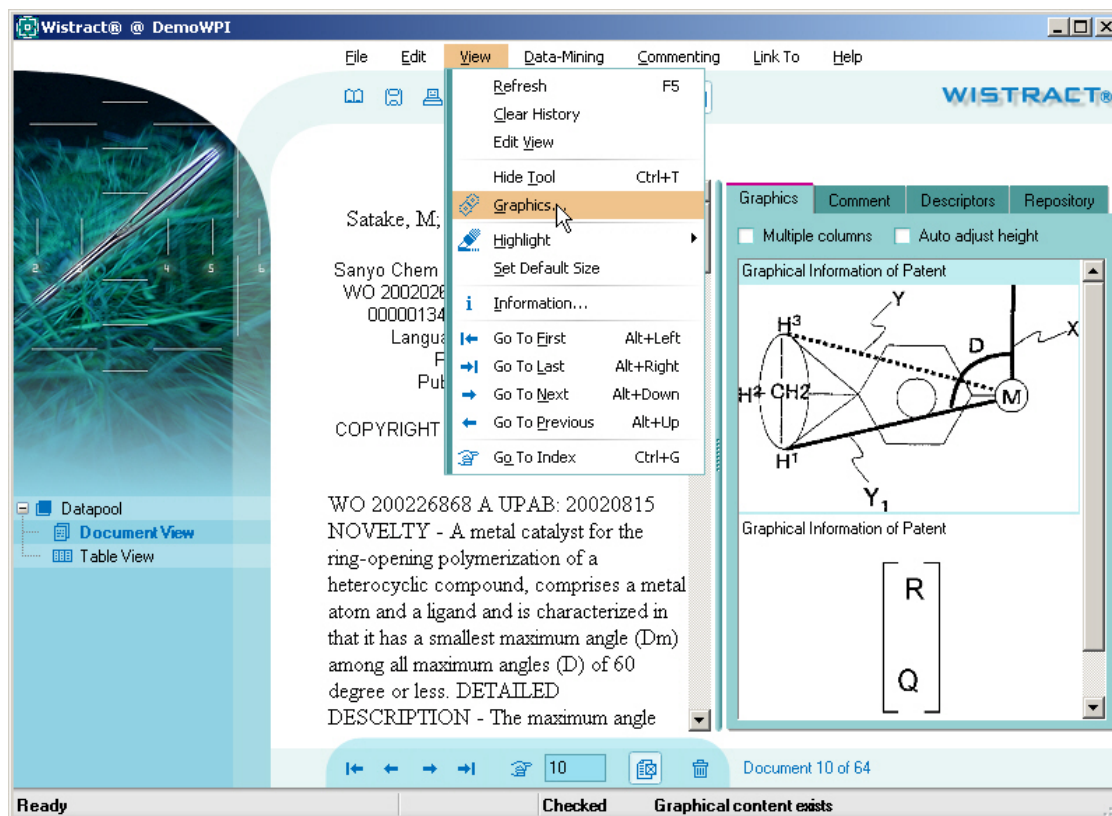 Wistract® @ DemoWPI
File Edit View Data-Mining Commenting Link To Help
WISTRACT®
Refresh F5
Clear History
Edit View
Hide Tool Ctrl+T
Graphics...
Highlight
Set Default Size
Information...
Go To First Alt+Left
Go To Last Alt+Right
Go To Next Alt+Down
Go To Previous Alt+Up
Go To Index Ctrl+G
2 3 4 5 6
Datapool
Document View
Table View
Satake, M;
Sanyo Chem
WO 2002026
00000134
Langua
F
Pub
COPYRIGHT
WO 200226868 A UPAB: 20020815
NOVELTY - A metal catalyst for the
ring-opening polymerization of a
heterocyclic compound, comprises a metal
atom and a ligand and is characterized in
that it has a smallest maximum angle (Dm)
among all maximum angles (D) of 60
degree or less. DETAILED
DESCRIPTION - The maximum angle
Graphics Comment Descriptors Repository
Multiple columns Auto adjust height
Graphical Information of Patent
Y
H3
D
X
H2 CH2
M
H1
Y1
Graphical Information of Patent
R
Q
10
Document 10 of 64
Ready Checked Graphical content exists